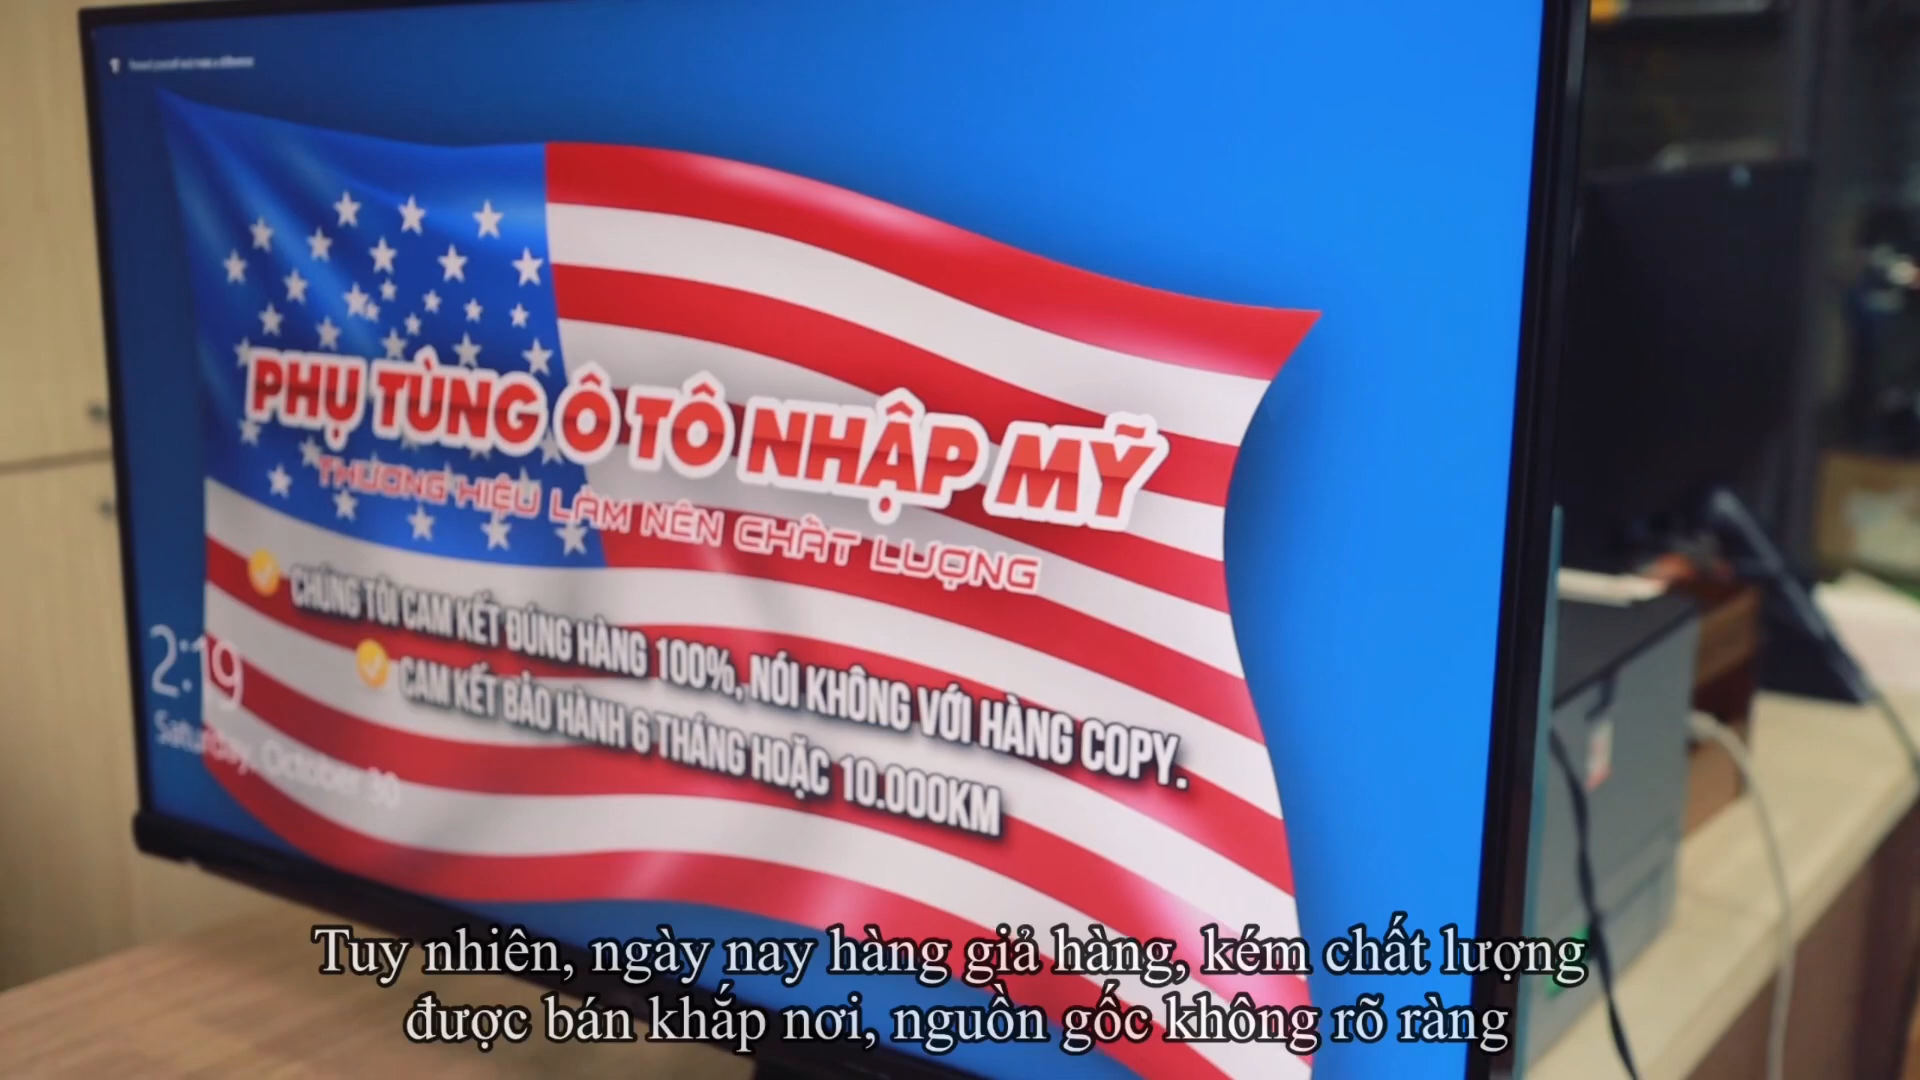 PHỤ TÙNG Ô TÔ NHẬP MỸ
THƯƠNG HIỆU LÀM NÊN CHẤT LƯỢNG
CHÚNG TÔI CAM KẾT ĐÚNG HÀNG 100%, NÓI KHÔNG VỚI HÀNG COPY.
CAM KẾT BẢO HÀNH 6 THÁNG HOẶC 10.000KM
2:19
Saturday, October 30
Tuy nhiên, ngày nay hàng giả hàng, kém chất lượng
được bán khắp nơi, nguồn gốc không rõ ràng